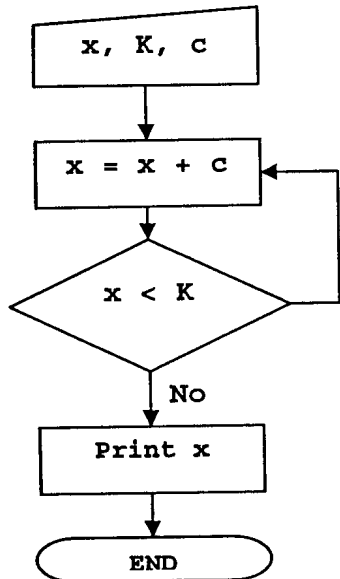 x, K, c
x = x + c
x < K
No
Print x
END